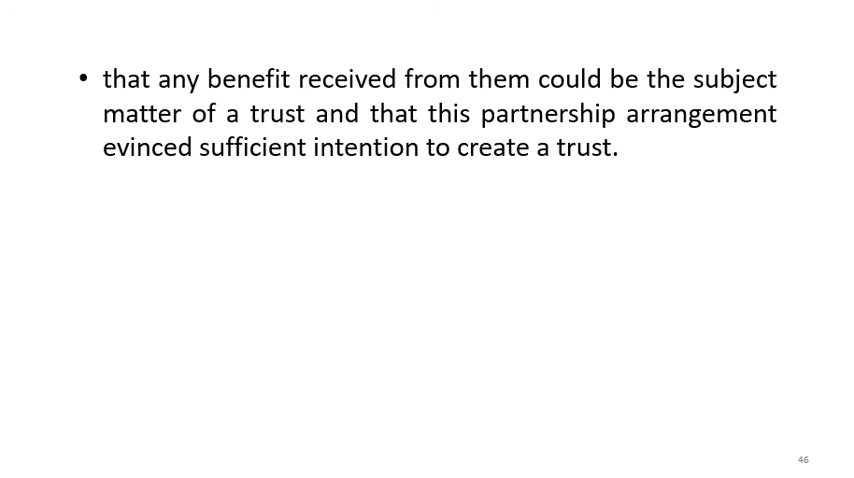 • that any benefit received from them could be the subject
matter of a trust and that this partnership arrangement
evinced sufficient intention to create a trust.
46